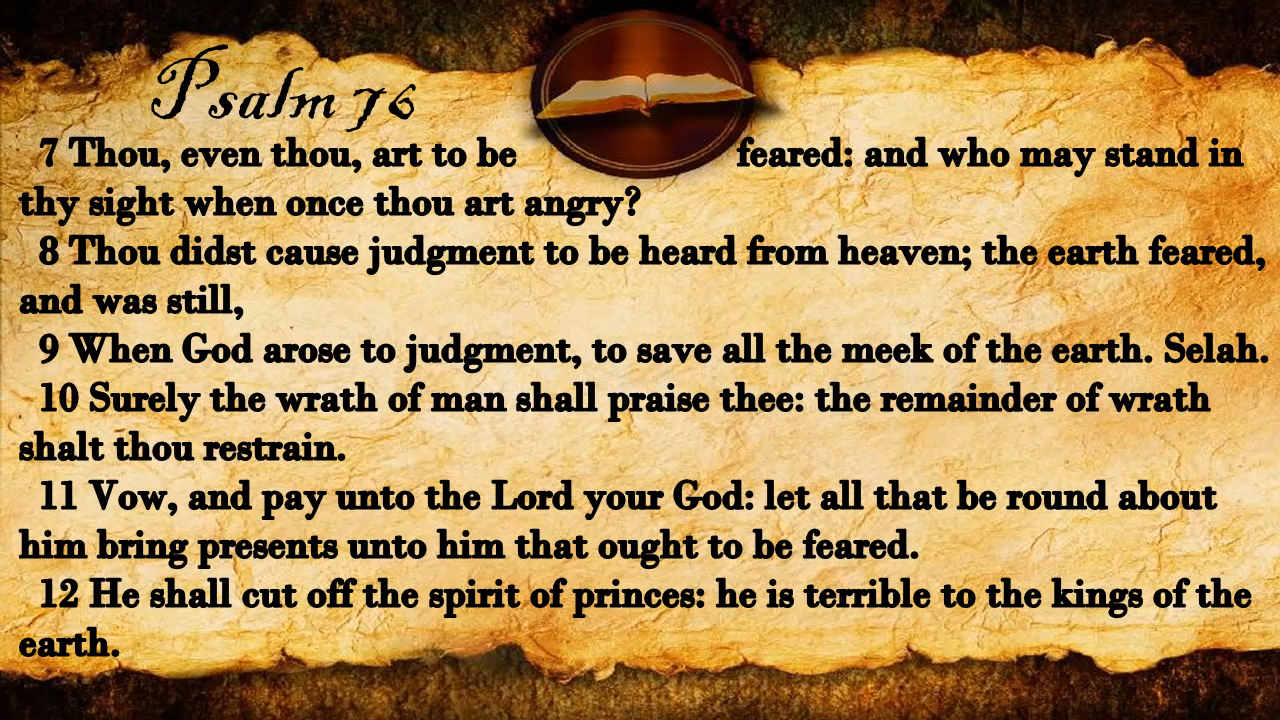 Psalm 76
7 Thou, even thou, art to be feared: and who may stand in
thy sight when once thou art angry?
8 Thou didst cause judgment to be heard from heaven; the earth feared,
and was still,
9 When God arose to judgment, to save all the meek of the earth. Selah.
10 Surely the wrath of man shall praise thee: the remainder of wrath
shalt thou restrain.
11 Vow, and pay unto the Lord your God: let all that be round about
him bring presents unto him that ought to be feared.
12 He shall cut off the spirit of princes: he is terrible to the kings of the
earth.